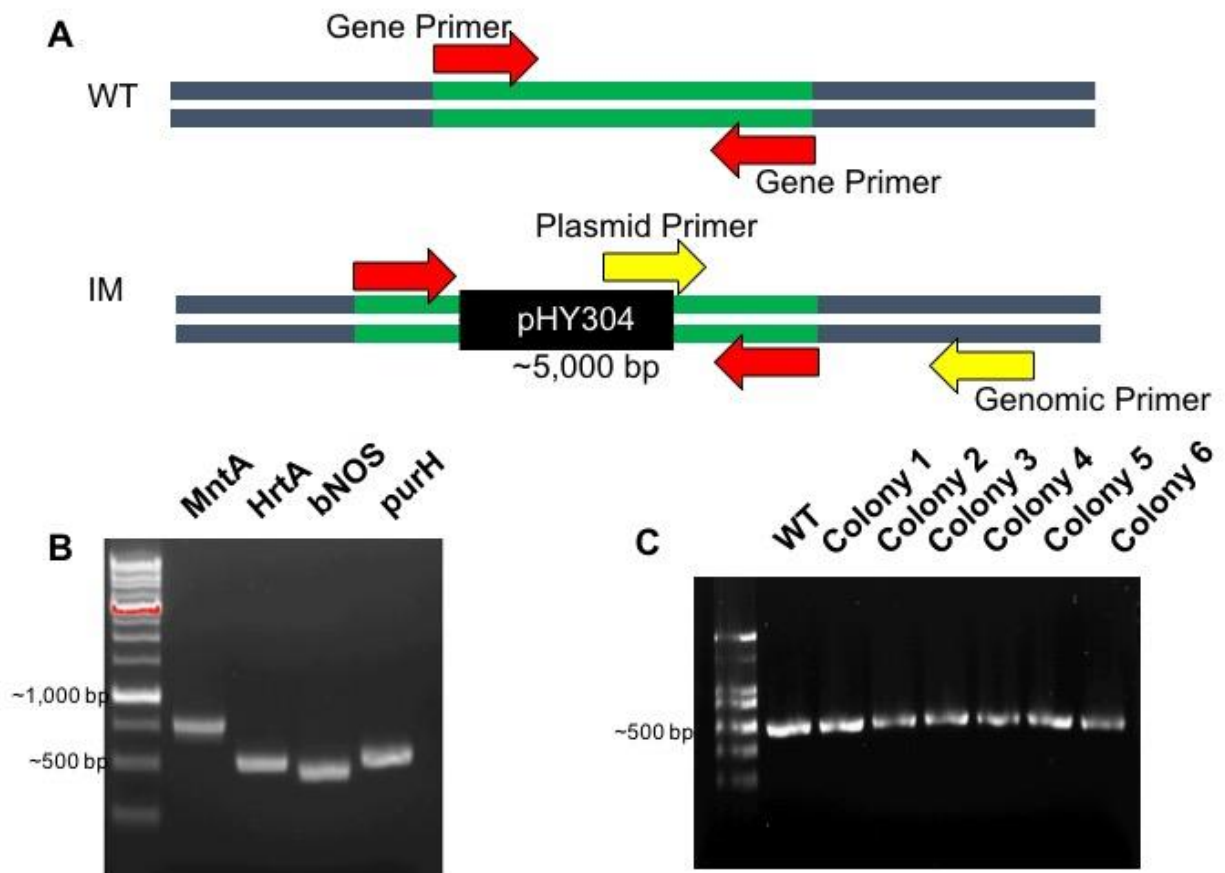 A
Gene Primer
WT
Gene Primer
Plasmid Primer
IM
pHY304
~5,000 bp
Genomic Primer
B
MntA
HrtA
bNOS
purH
~1,000 bp
~500 bp
C
WT
Colony 1
Colony 2
Colony 3
Colony 4
Colony 5
Colony 6
~500 bp